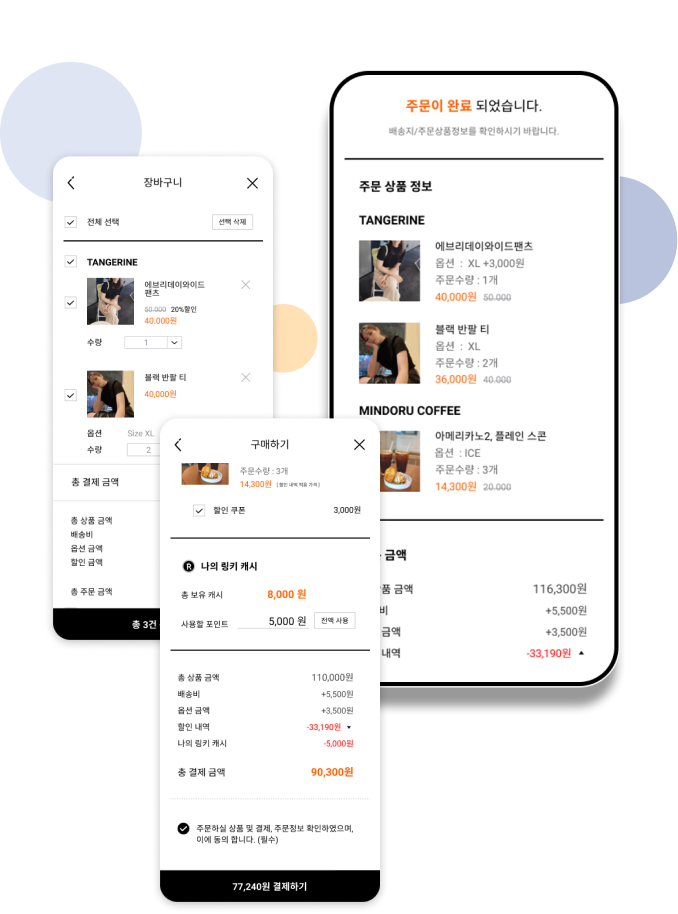 장바구니
전체 선택
선택 삭제
TANGERINE
에브리데이와이드
팬츠
50.000 20%할인
40.000원
수량 1
블랙 반팔 티
40,000원
옵션 Size XL
수량 2
총 결제 금액
총 상품 금액
배송비
옵션 금액
할인 금액
총 주문 금액
총 3건
구매하기
주문수량 : 3개
14,300원 (할인 내역 적용 가격)
할인 쿠폰 3,000원
R 나의 링키 캐시
총 보유 캐시 8,000 원
사용할 포인트 5,000 원 전액 사용
총 상품 금액 110,000원
배송비 +5,500원
옵션 금액 +3,500원
할인 내역 -33,190원
나의 링키 캐시 -5,000원
총 결제 금액 90,300원
주문하실 상품 및 결제, 주문정보 확인하였으며,
이에 동의 합니다. (필수)
77,240원 결제하기
주문이 완료 되었습니다.
배송지/주문상품정보를 확인하시기 바랍니다.
주문 상품 정보
TANGERINE
에브리데이와이드팬츠
옵션 : XL +3,000원
주문수량 : 1개
40,000원 50.000
블랙 반팔 티
옵션 : XL
주문수량 : 2개
36,000원 40.000
MINDORU COFFEE
아메리카노2, 플레인 스콘
옵션 : ICE
주문수량 : 3개
14,300원 20.000
금액
품 금액 116,300원
비 +5,500원
금액 +3,500원
내역 -33,190원